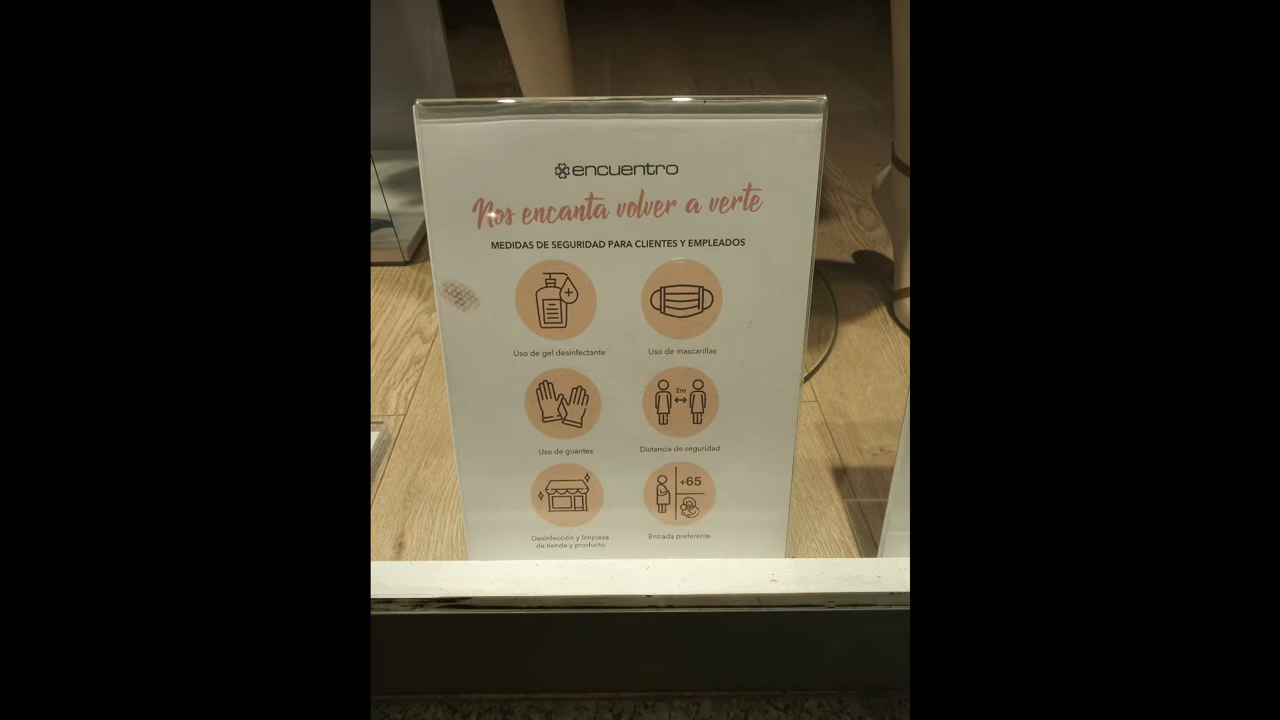 encuentro
Nos encanta volver a verte
MEDIDAS DE SEGURIDAD PARA CLIENTES Y EMPLEADOS
Uso de gel desinfectante
Uso de mascarillas
2m
Uso de guantes
Distancia de seguridad
+65
Desinfección y limpieza
de tienda y producto
Entrada preferente